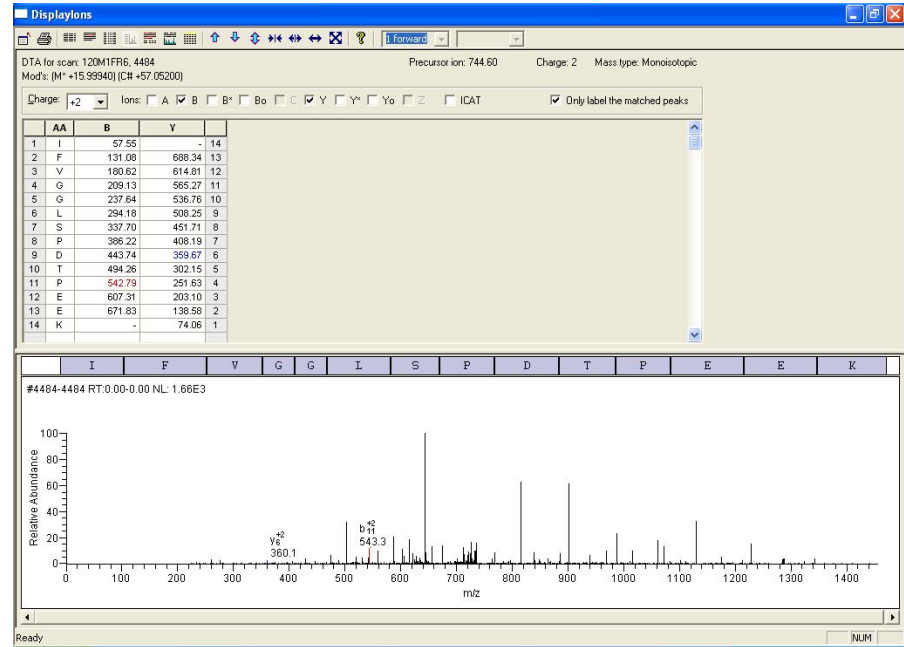 DisplayIons
1 forward
DTA for scan: 120M1FR6, 4484 Precursor ion: 744.60 Charge: 2 Mass type: Monoisotopic
Mod's: (M* +15.99940) (C# +57.05200)
Charge: +2 Ions: A B B* Bo C Y Y* Yo Z ICAT Only label the matched peaks
AA B Y
1 I 57.55 - 14
2 F 131.08 688.34 13
3 V 180.62 614.81 12
4 G 209.13 565.27 11
5 G 237.64 536.76 10
6 L 294.18 508.25 9
7 S 337.70 451.71 8
8 P 386.22 408.19 7
9 D 443.74 359.67 6
10 T 494.26 302.15 5
11 P 542.79 251.63 4
12 E 607.31 203.10 3
13 E 671.83 138.58 2
14 K - 74.06 1
I F V G G L S P D T P E E K
#4484-4484 RT:0.00-0.00 NL: 1.66E3
Relative Abundance
100
80
60
40
20
0
y6+2
360.1
b11+2
543.3
0 100 200 300 400 500 600 700 800 900 1000 1100 1200 1300 1400
m/z
Ready NUM